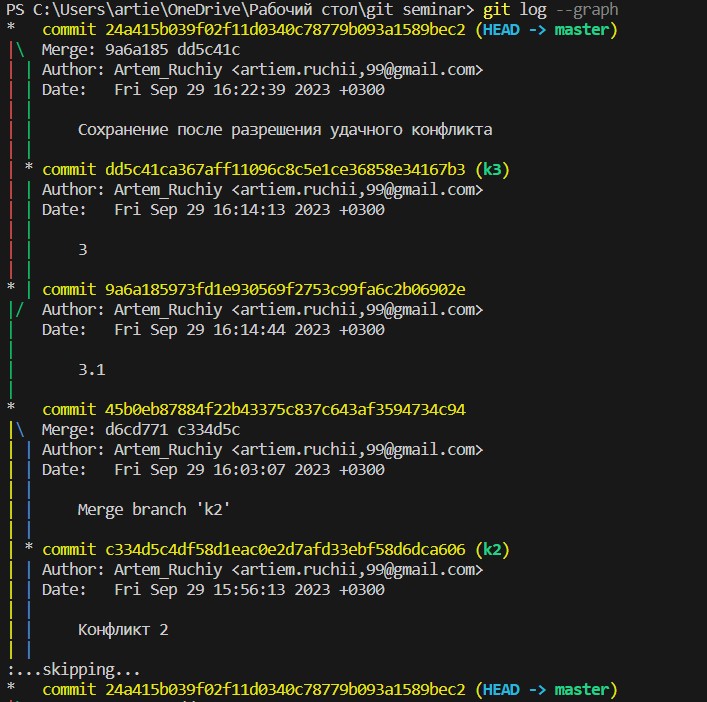 PS C:\Users\artie\OneDrive\Рабочий стол\git seminar> git log --graph
*   commit 24a415b039f02f11d0340c78779b093a1589bec2 (HEAD -> master)
|\  Merge: 9a6a185 dd5c41c
| | Author: Artem_Ruchiy <artiem.ruchii,99@gmail.com>
| | Date:   Fri Sep 29 16:22:39 2023 +0300
| |
| |     Сохранение после разрешения удачного конфликта
| |
| * commit dd5c41ca367aff11096c8c5e1ce36858e34167b3 (k3)
| | Author: Artem_Ruchiy <artiem.ruchii,99@gmail.com>
| | Date:   Fri Sep 29 16:14:13 2023 +0300
| |
| |     3
| |
* | commit 9a6a185973fd1e930569f2753c99fa6c2b06902e
|/  Author: Artem_Ruchiy <artiem.ruchii,99@gmail.com>
|   Date:   Fri Sep 29 16:14:44 2023 +0300
|
|       3.1
|
*   commit 45b0eb87884f22b43375c837c643af3594734c94
|\  Merge: d6cd771 c334d5c
| | Author: Artem_Ruchiy <artiem.ruchii,99@gmail.com>
| | Date:   Fri Sep 29 16:03:07 2023 +0300
| |
| |     Merge branch 'k2'
| |
| * commit c334d5c4df58d1eac0e2d7afd33ebf58d6dca606 (k2)
| | Author: Artem_Ruchiy <artiem.ruchii,99@gmail.com>
| | Date:   Fri Sep 29 15:56:13 2023 +0300
| |
| |     Конфликт 2
| |
:...skipping...
*   commit 24a415b039f02f11d0340c78779b093a1589bec2 (HEAD -> master)